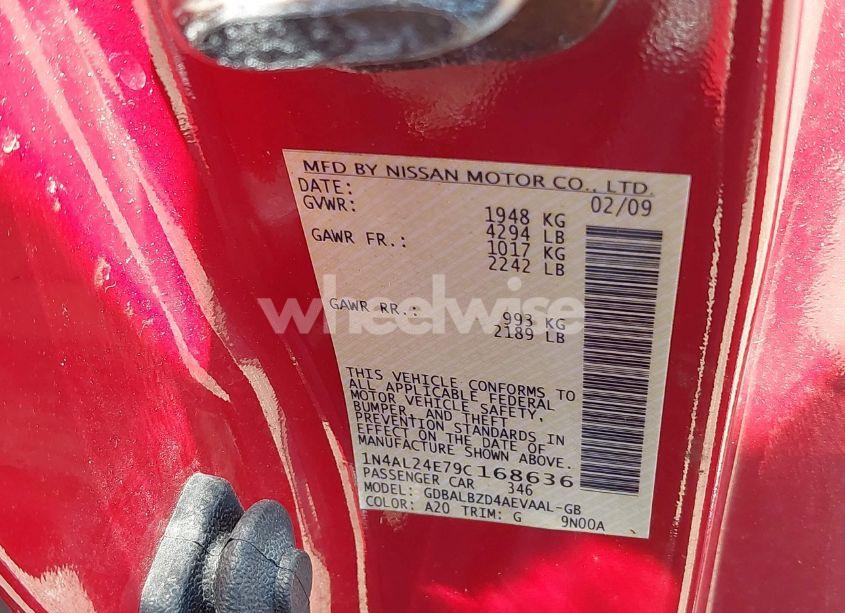 MFD BY NISSAN MOTOR CO., LTD.
DATE: 02/09
GVWR: 1948 KG
4294 LB
GAWR FR.: 1017 KG
2242 LB
wheelwise
GAWR RR.: 993 KG
2189 LB
THIS VEHICLE CONFORMS TO
ALL APPLICABLE FEDERAL
MOTOR VEHICLE SAFETY,
BUMPER, AND THEFT
PREVENTION STANDARDS IN
EFFECT ON THE DATE OF
MANUFACTURE SHOWN ABOVE.
1N4AL24E79C168636
PASSENGER CAR 346
MODEL: GDBALBZD4AEVAAL-GB
COLOR: A20 TRIM: G 9N00A